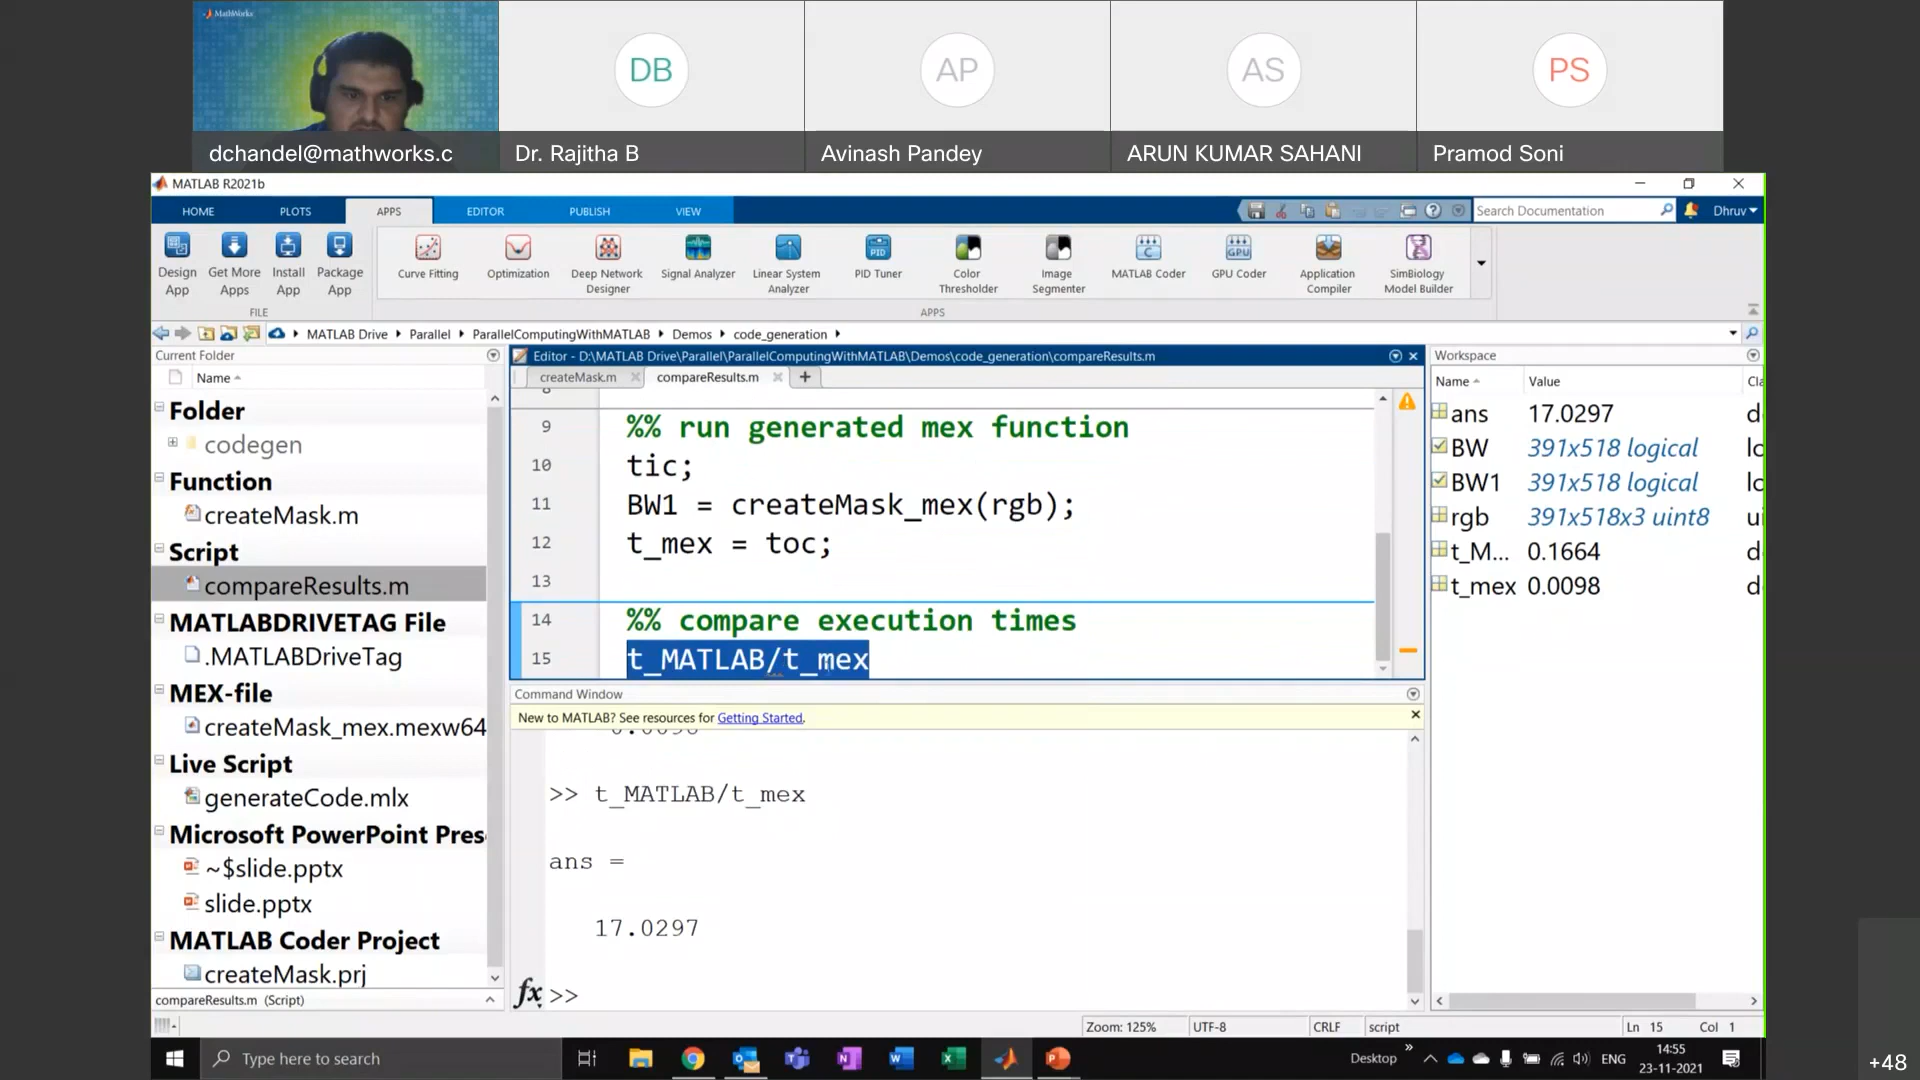 MathWorks
DB
AP
AS
PS
dchandel@mathworks.c
Dr. Rajitha B
Avinash Pandey
ARUN KUMAR SAHANI
Pramod Soni
MATLAB R2021b
HOME PLOTS APPS EDITOR PUBLISH VIEW
Search Documentation
Dhruv
Design App
Get More Apps
Install App
Package App
Curve Fitting
Optimization
Deep Network Designer
Signal Analyzer
Linear System Analyzer
PID Tuner
Color Thresholder
Image Segmenter
MATLAB Coder
GPU Coder
Application Compiler
SimBiology Model Builder
FILE
APPS
MATLAB Drive Parallel ParallelComputingWithMATLAB Demos code_generation
Current Folder
Name
Folder
codegen
Function
createMask.m
Script
compareResults.m
MATLABDRIVETAG File
.MATLABDriveTag
MEX-file
createMask_mex.mexw64
Live Script
generateCode.mlx
Microsoft PowerPoint Pres
~$slide.pptx
slide.pptx
MATLAB Coder Project
createMask.prj
compareResults.m (Script)
Editor - D:\MATLAB Drive\Parallel\ParallelComputingWithMATLAB\Demos\code_generation\compareResults.m
createMask.m
compareResults.m
9 %% run generated mex function
10 tic;
11 BW1 = createMask_mex(rgb);
12 t_mex = toc;
13
14 %% compare execution times
15 t_MATLAB/t_mex
Command Window
New to MATLAB? See resources for Getting Started.
>> t_MATLAB/t_mex
ans =
17.0297
fx >>
Workspace
Name Value Cla
ans 17.0297 d
BW 391x518 logical lo
BW1 391x518 logical lo
rgb 391x518x3 uint8 ui
t_M... 0.1664 d
t_mex 0.0098 d
Zoom: 125% UTF-8 CRLF script Ln 15 Col 1
Type here to search
Desktop
ENG
14:55
23-11-2021
+48